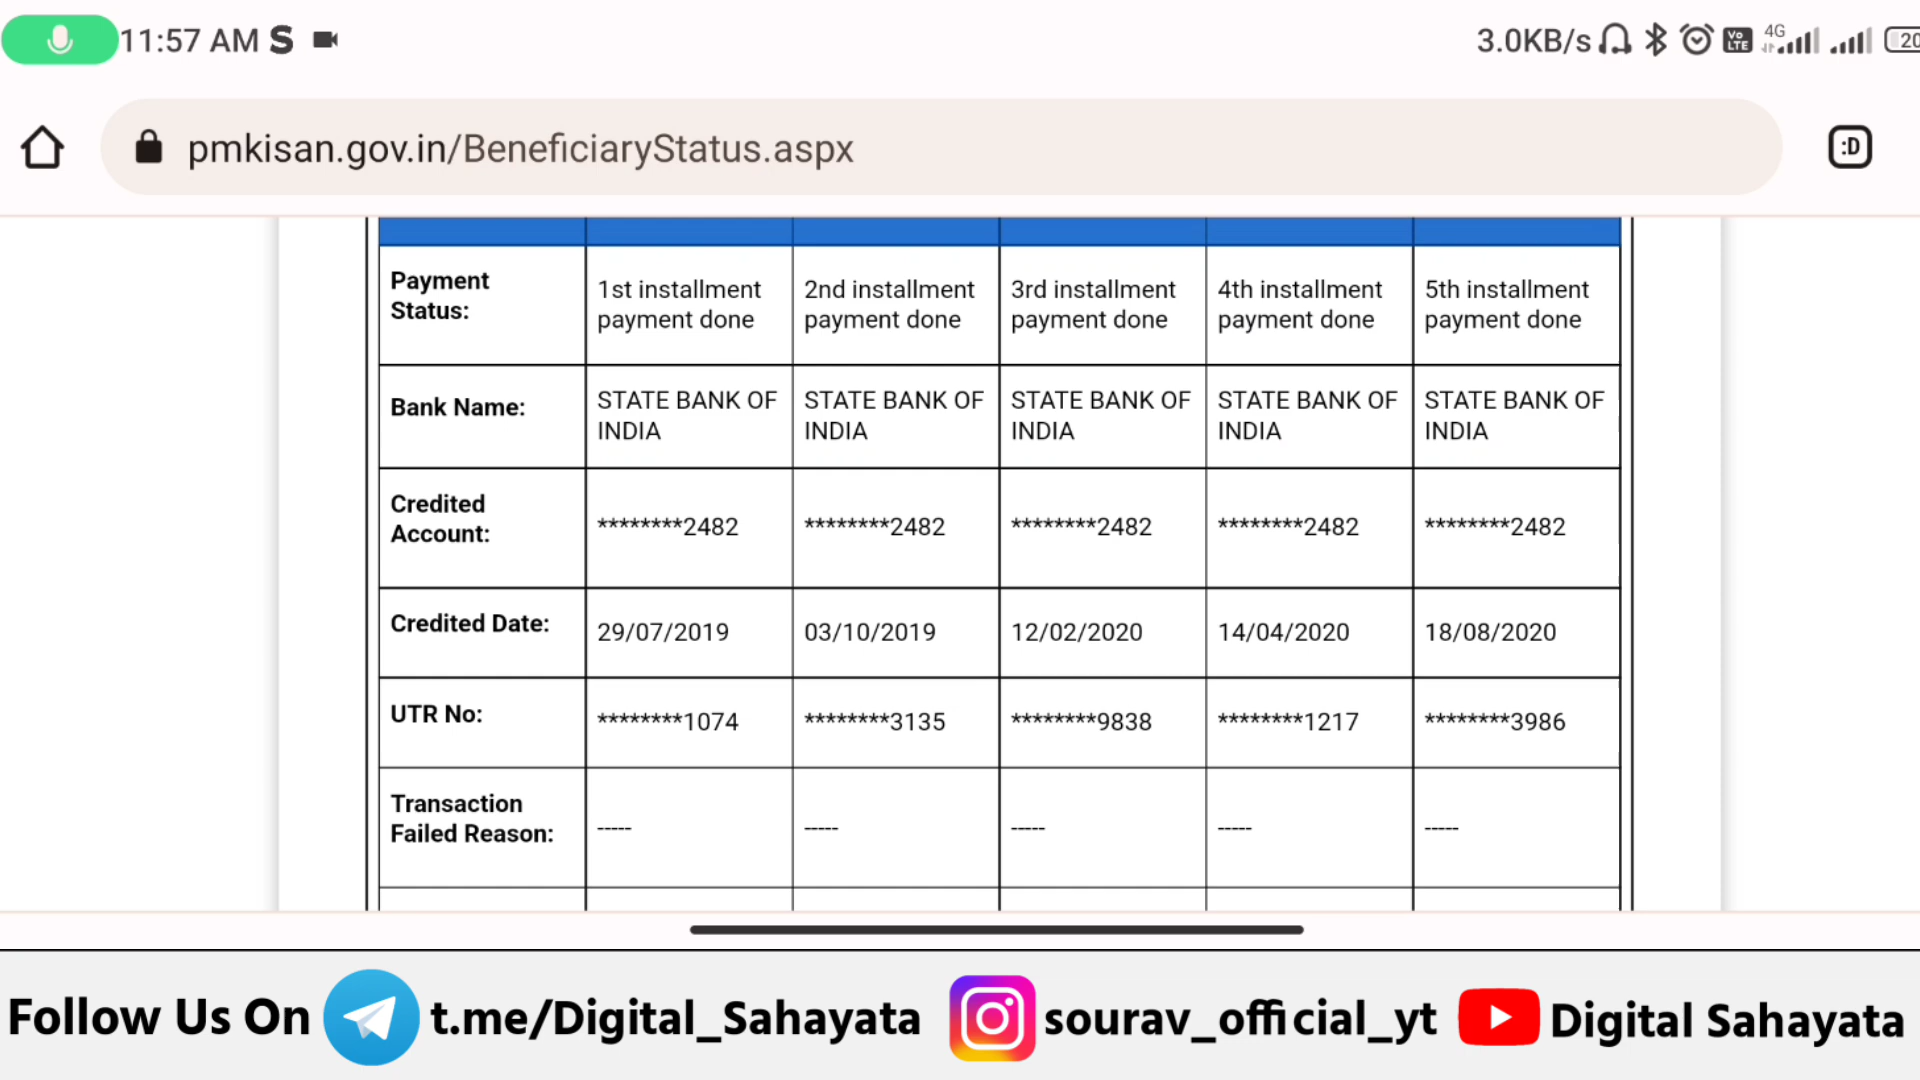 11:57 AM S
3.0KB/s Vo LTE 4G 20
pmkisan.gov.in/BeneficiaryStatus.aspx :D
Payment Status: 1st installment payment done 2nd installment payment done 3rd installment payment done 4th installment payment done 5th installment payment done
Bank Name: STATE BANK OF INDIA STATE BANK OF INDIA STATE BANK OF INDIA STATE BANK OF INDIA STATE BANK OF INDIA
Credited Account: ********2482 ********2482 ********2482 ********2482 ********2482
Credited Date: 29/07/2019 03/10/2019 12/02/2020 14/04/2020 18/08/2020
UTR No: ********1074 ********3135 ********9838 ********1217 ********3986
Transaction Failed Reason: ----- ----- ----- ----- -----
Follow Us On t.me/Digital_Sahayata sourav_official_yt Digital Sahayata